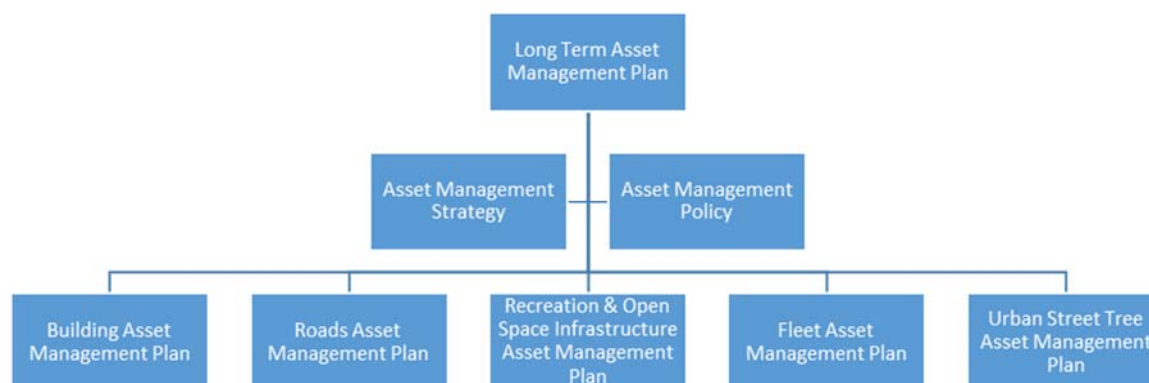 Long Term Asset
Management Plan
Asset Management
Strategy
Asset Management
Policy
Building Asset
Management Plan
Roads Asset
Management Plan
Recreation & Open
Space Infrastructure
Asset Management
Plan
Fleet Asset
Management Plan
Urban Street Tree
Asset Management
Plan